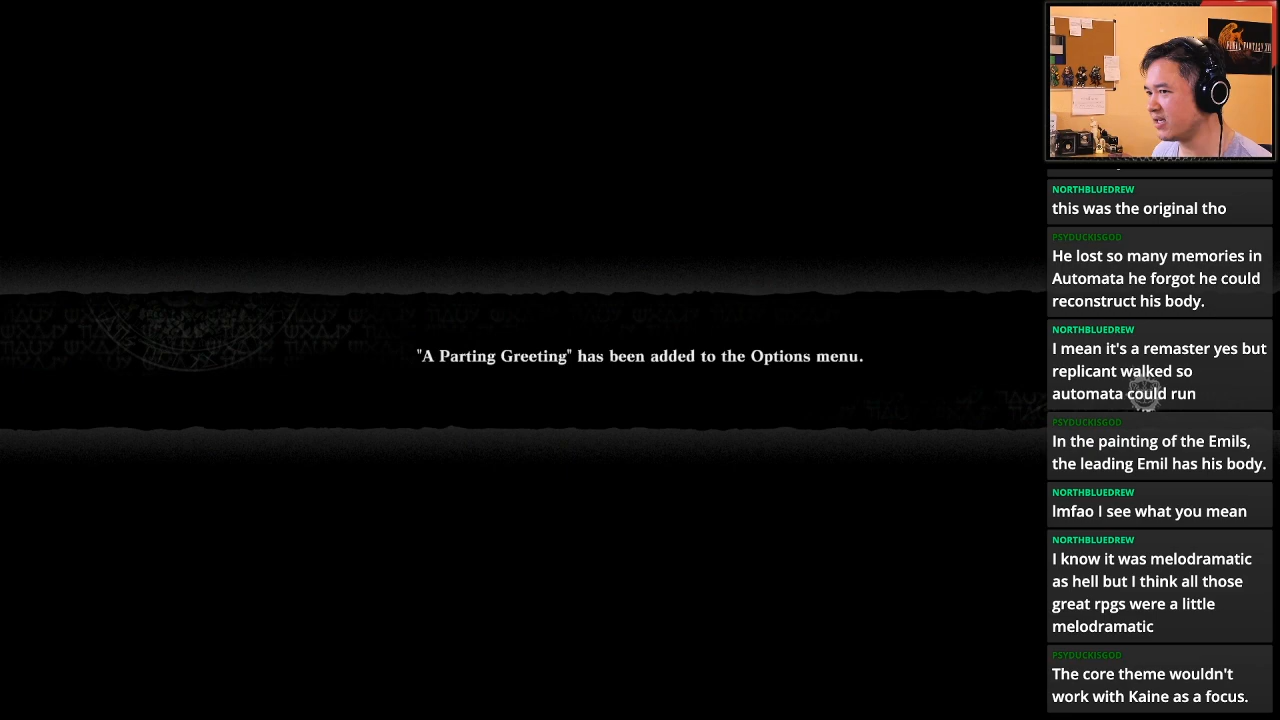 FINAL FANTASY XVI
NORTHBLUEDREW
this was the original tho
PSYDUCKISGOD
He lost so many memories in
Automata he forgot he could
reconstruct his body.
NORTHBLUEDREW
I mean it's a remaster yes but
replicant walked so
automata could run
PSYDUCKISGOD
In the painting of the Emils,
the leading Emil has his body.
NORTHBLUEDREW
lmfao I see what you mean
NORTHBLUEDREW
I know it was melodramatic
as hell but I think all those
great rpgs were a little
melodramatic
PSYDUCKISGOD
The core theme wouldn't
work with Kaine as a focus.
"A Parting Greeting" has been added to the Options menu.